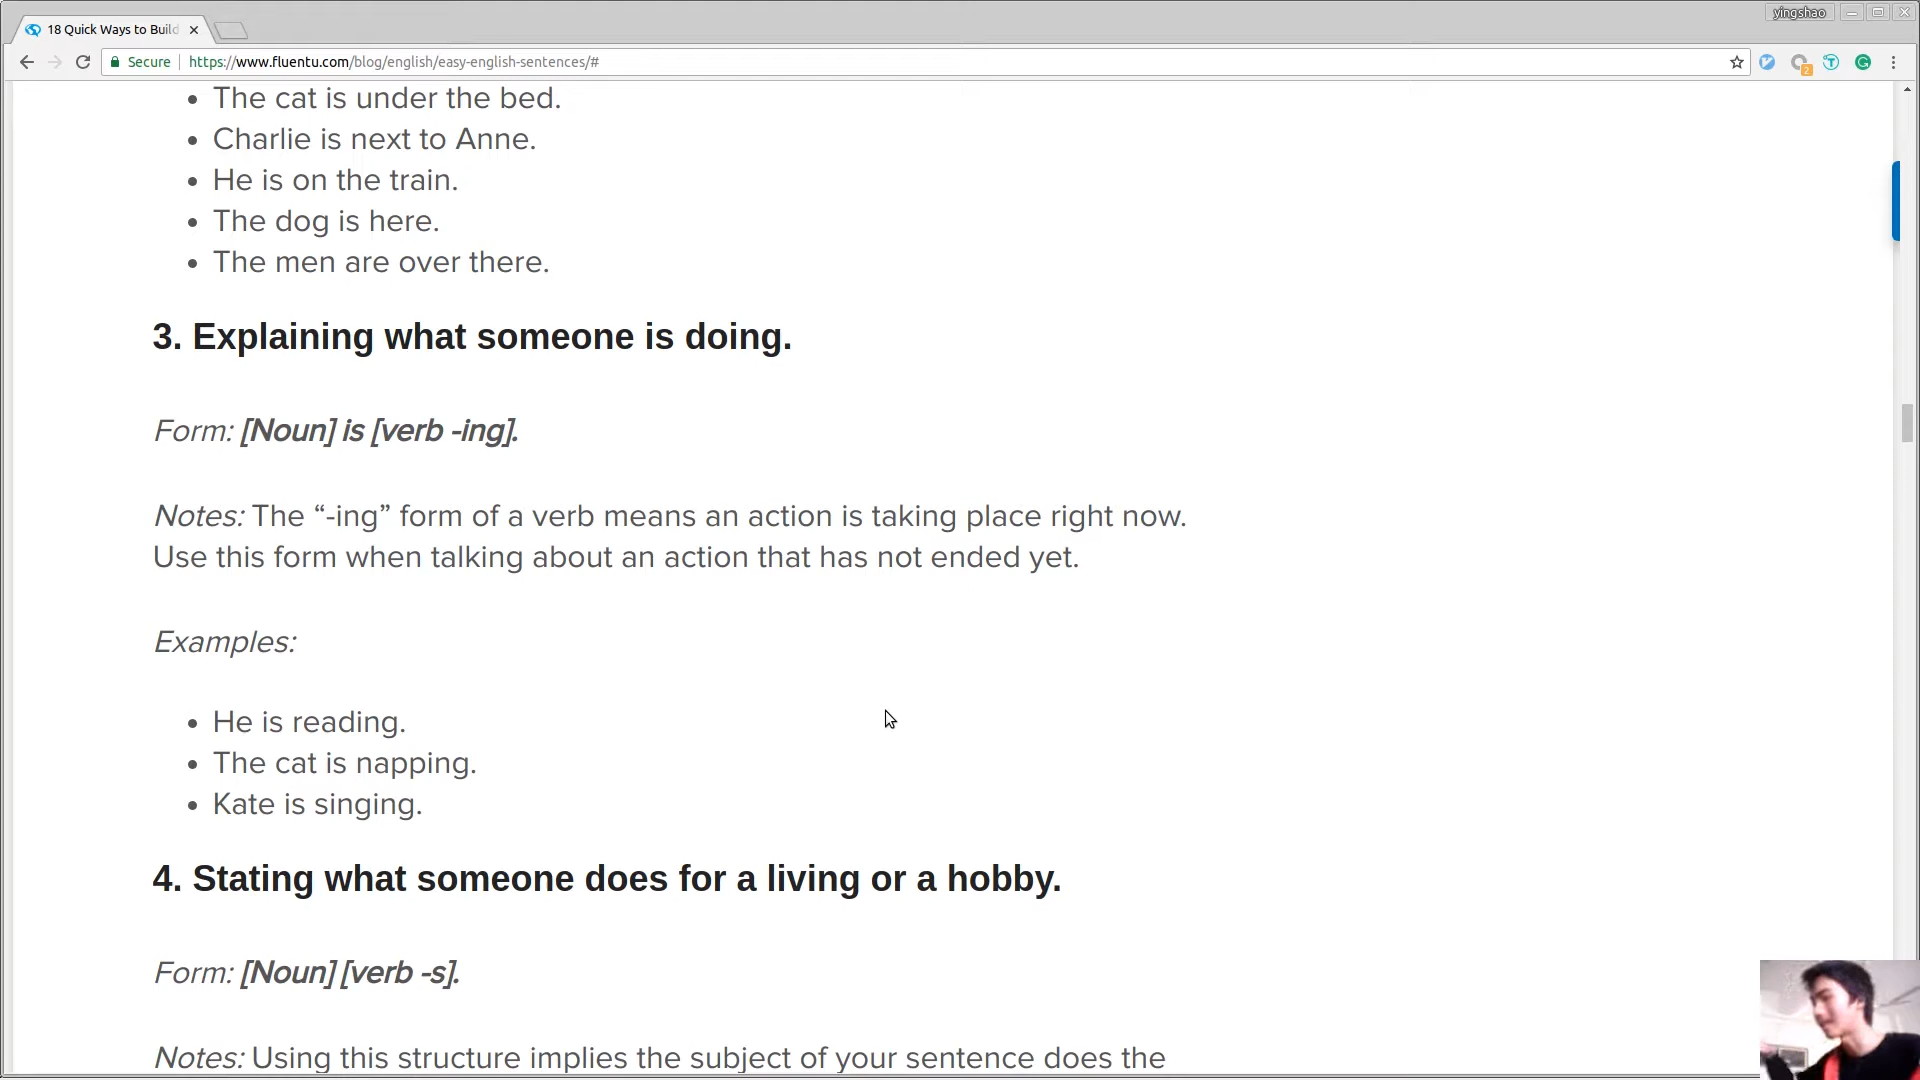 yingshao
18 Quick Ways to Build
Secure
https://www.fluentu.com/blog/english/easy-english-sentences/#
2
The cat is under the bed.
Charlie is next to Anne.
He is on the train.
The dog is here.
The men are over there.
3. Explaining what someone is doing.
Form: [Noun] is [verb -ing].
Notes: The “-ing” form of a verb means an action is taking place right now.
Use this form when talking about an action that has not ended yet.
Examples:
He is reading.
The cat is napping.
Kate is singing.
4. Stating what someone does for a living or a hobby.
Form: [Noun] [verb -s].
Notes: Using this structure implies the subject of your sentence does the